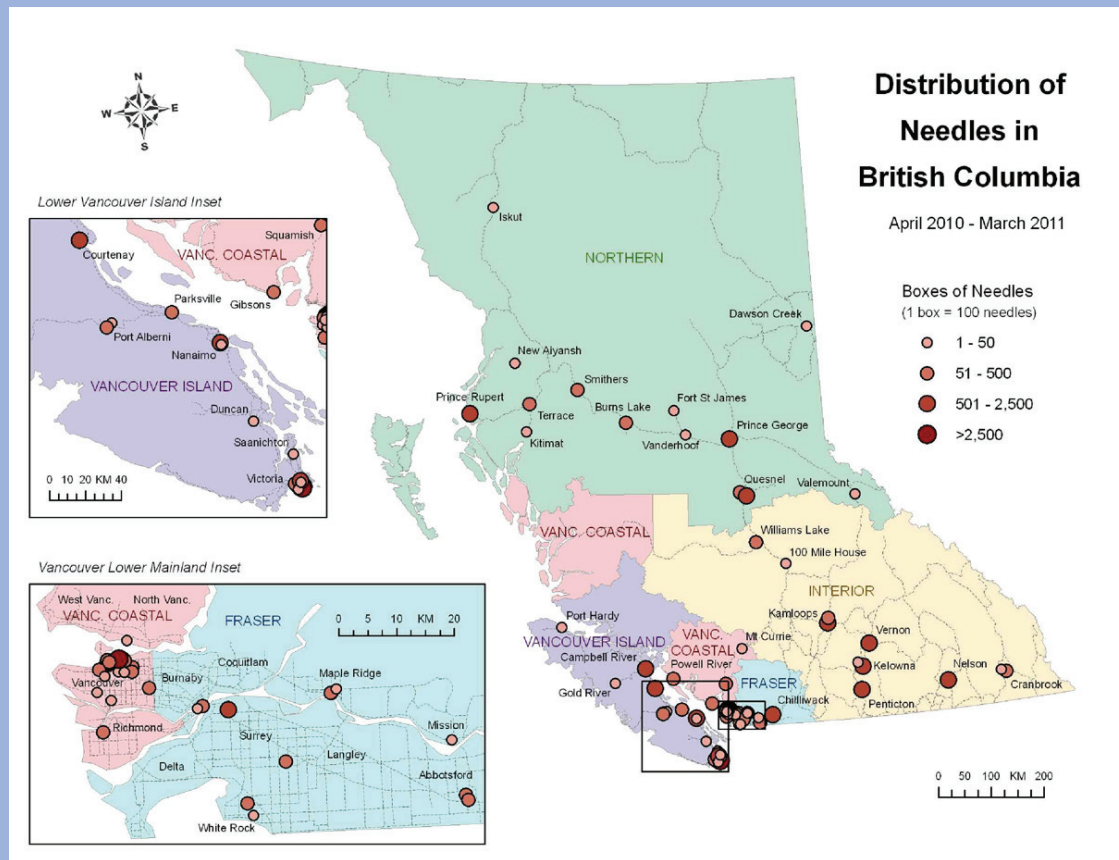 Distribution of
Needles in
British Columbia
April 2010 - March 2011
Boxes of Needles
(1 box = 100 needles)
1 - 50
51 - 500
501 - 2,500
>2,500
N
W
E
S
Iskut
NORTHERN
Dawson Creek
New Aiyansh
Smithers
Prince Rupert
Terrace
Burns Lake
Fort St James
Kitimat
Vanderhoof
Prince George
Quesnel
Valemount
VANC. COASTAL
Williams Lake
100 Mile House
INTERIOR
Port Hardy
Kamloops
VANCOUVER ISLAND
VANC.
COASTAL
Mt Currie
Vernon
Campbell River
Powell River
Kelowna
Nelson
Gold River
FRASER
Chilliwack
Penticton
Cranbrook
0 50 100 KM 200
Lower Vancouver Island Inset
Squamish
VANC. COASTAL
Courtenay
Parksville
Gibsons
Port Alberni
Nanaimo
VANCOUVER ISLAND
Duncan
Saanichton
Victoria
0 10 20 KM 40
Vancouver Lower Mainland Inset
West Vanc.
North Vanc.
VANC. COASTAL
FRASER
0 10 KM 20
Coquitlam
Maple Ridge
Vancouver
Burnaby
Richmond
Mission
Surrey
Delta
Langley
Abbotsford
White Rock